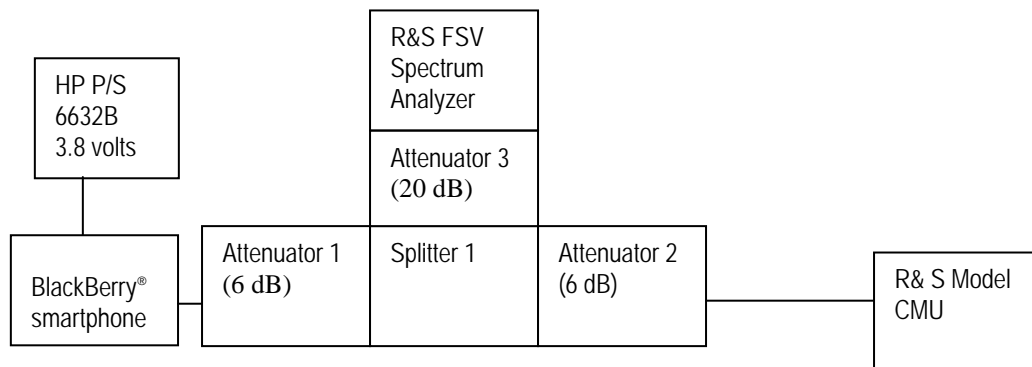 R&S FSV
Spectrum
Analyzer
HP P/S
6632B
3.8 volts
Attenuator 3
(20 dB)
BlackBerry®
smartphone
Attenuator 1
(6 dB)
Splitter 1
Attenuator 2
(6 dB)
R& S Model
CMU